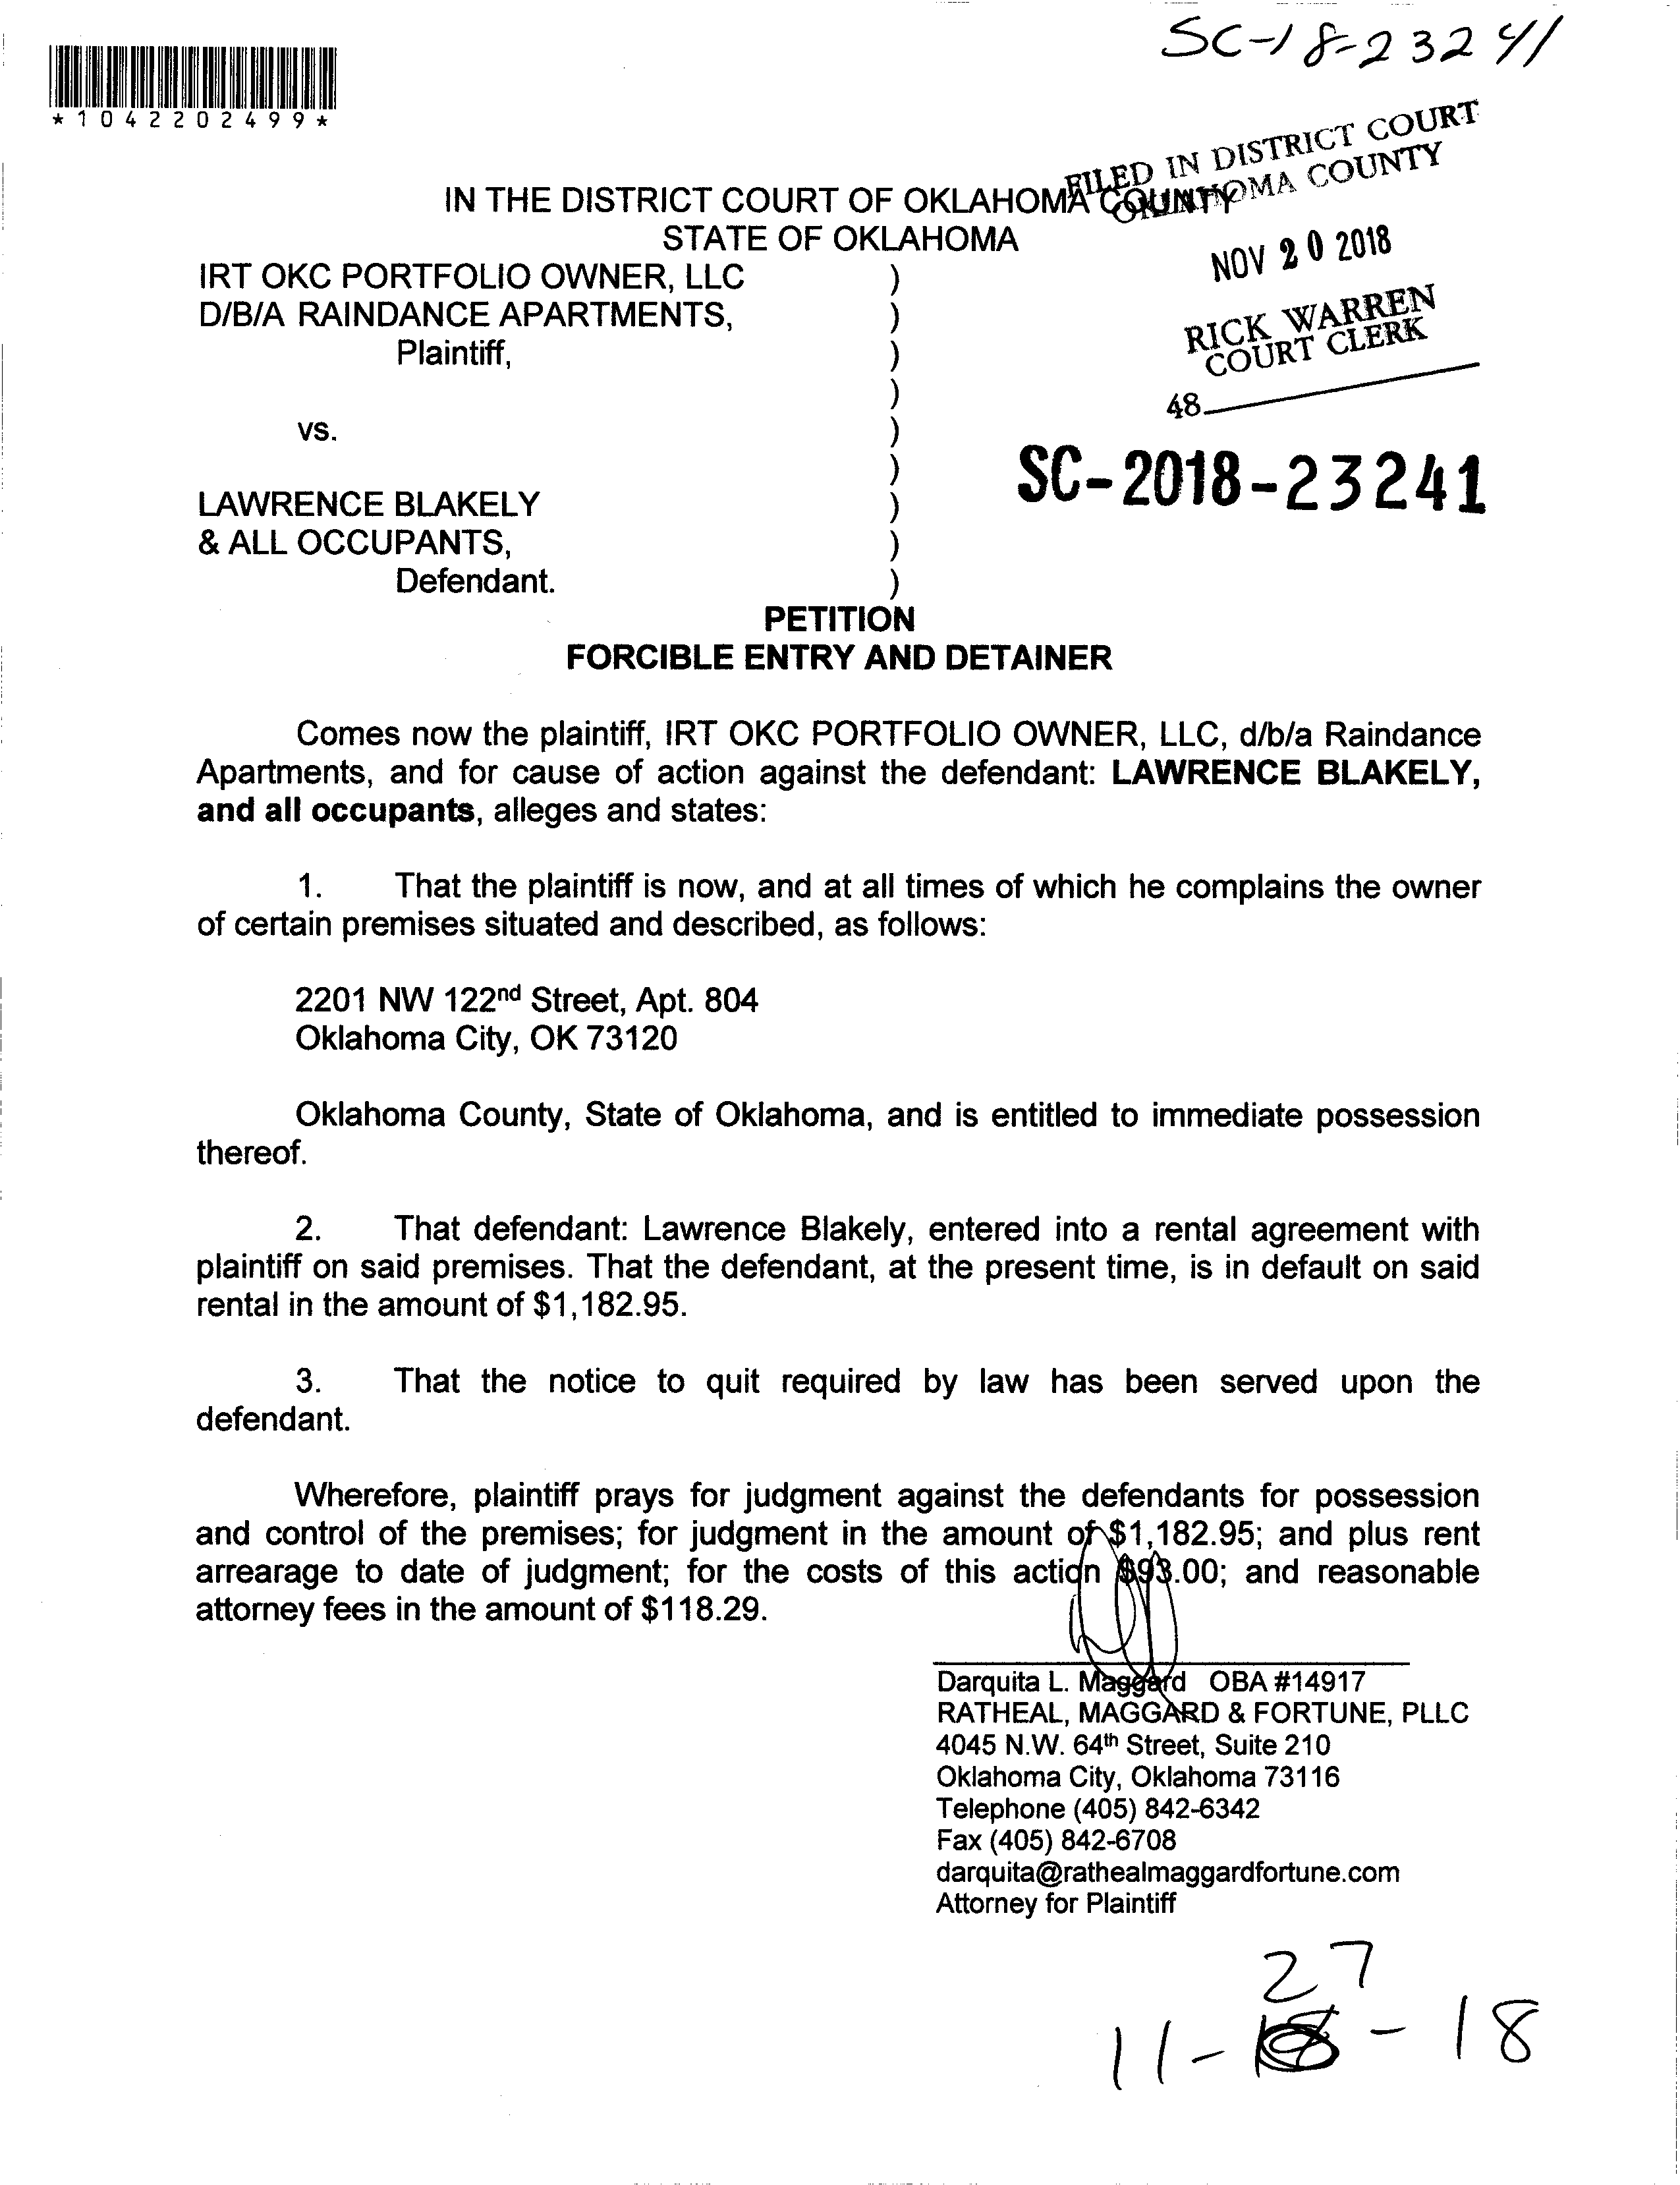 SC-18-23241
*1042202499*
FILED IN DISTRICT COURT
OKLAHOMA COUNTY
IN THE DISTRICT COURT OF OKLAHOMA COUNTY
STATE OF OKLAHOMA
NOV 20 2018
IRT OKC PORTFOLIO OWNER, LLC )
D/B/A RAINDANCE APARTMENTS, )
RICK WARREN
COURT CLERK
Plaintiff, )
)
48
vs. )
)
SC-2018-23241
LAWRENCE BLAKELY )
& ALL OCCUPANTS, )
Defendant. )
PETITION
FORCIBLE ENTRY AND DETAINER
Comes now the plaintiff, IRT OKC PORTFOLIO OWNER, LLC, d/b/a Raindance
Apartments, and for cause of action against the defendant: LAWRENCE BLAKELY,
and all occupants, alleges and states:
1. That the plaintiff is now, and at all times of which he complains the owner
of certain premises situated and described, as follows:
2201 NW 122nd Street, Apt. 804
Oklahoma City, OK 73120
Oklahoma County, State of Oklahoma, and is entitled to immediate possession
thereof.
2. That defendant: Lawrence Blakely, entered into a rental agreement with
plaintiff on said premises. That the defendant, at the present time, is in default on said
rental in the amount of $1,182.95.
3. That the notice to quit required by law has been served upon the
defendant.
Wherefore, plaintiff prays for judgment against the defendants for possession
and control of the premises; for judgment in the amount of $1,182.95; and plus rent
arrearage to date of judgment; for the costs of this action $93.00; and reasonable
attorney fees in the amount of $118.29.
Darquita L. Maggard OBA #14917
RATHEAL, MAGGARD & FORTUNE, PLLC
4045 N.W. 64th Street, Suite 210
Oklahoma City, Oklahoma 73116
Telephone (405) 842-6342
Fax (405) 842-6708
darquita@rathealmaggardfortune.com
Attorney for Plaintiff
27
11- - 18